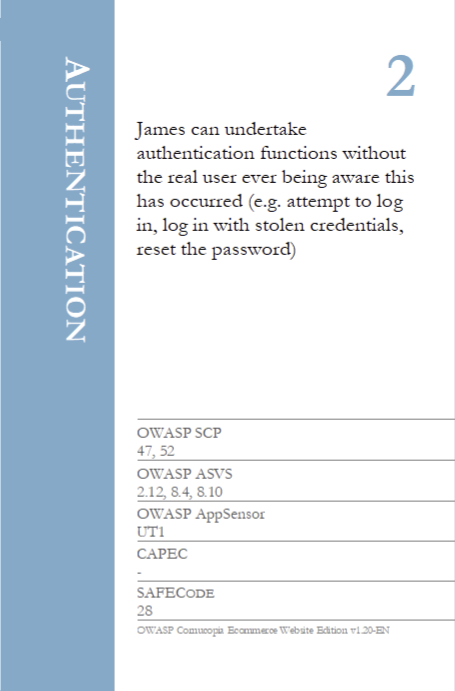 AUTHENTICATION
2
James can undertake
authentication functions without
the real user ever being aware this
has occurred (e.g. attempt to log
in, log in with stolen credentials,
reset the password)
OWASP SCP
47, 52
OWASP ASVS
2.12, 8.4, 8.10
OWASP AppSensor
UT1
CAPEC
-
SAFECODE
28
OWASP Cornucopia Ecommerce Website Edition v1.20-EN